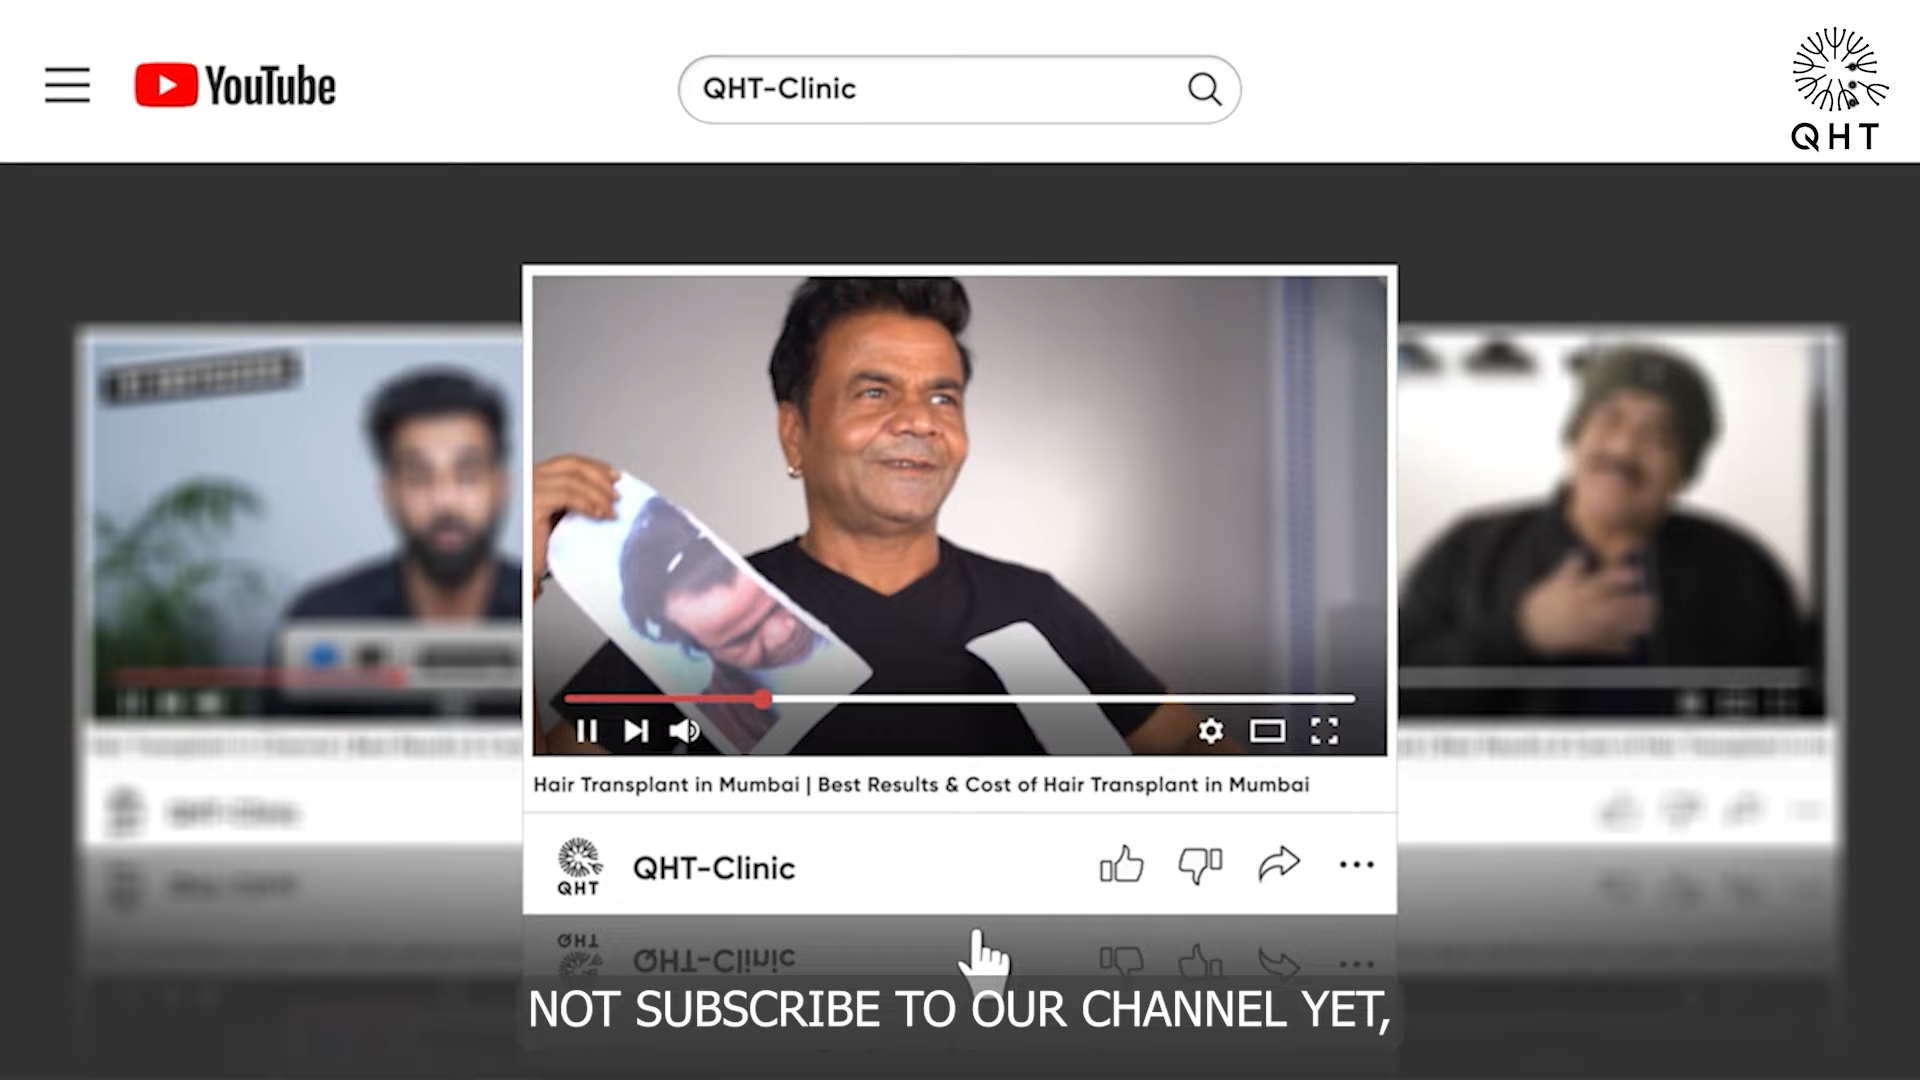 YouTube
QHT-Clinic
QHT
Hair Transplant in Mumbai | Best Results & Cost of Hair Transplant in Mumbai
QHT
QHT-Clinic
NOT SUBSCRIBE TO OUR CHANNEL YET,